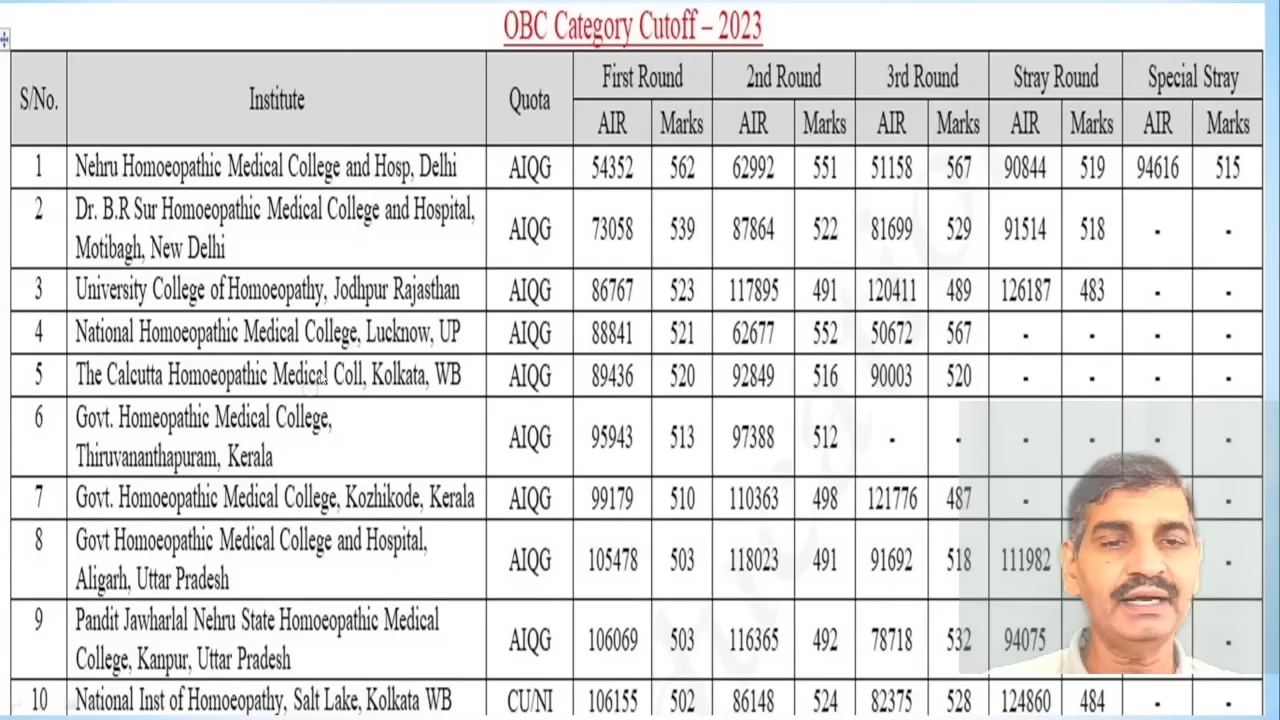 OBC Category Cutoff – 2023
S/No. Institute Quota First Round 2nd Round 3rd Round Stray Round Special Stray
AIR Marks AIR Marks AIR Marks AIR Marks AIR Marks
1 Nehru Homoeopathic Medical College and Hosp, Delhi AIQG 54352 562 62992 551 51158 567 90844 519 94616 515
2 Dr. B.R Sur Homoeopathic Medical College and Hospital,
Motibagh, New Delhi AIQG 73058 539 87864 522 81699 529 91514 518 - -
3 University College of Homoeopathy, Jodhpur Rajasthan AIQG 86767 523 117895 491 120411 489 126187 483 - -
4 National Homoeopathic Medical College, Lucknow, UP AIQG 88841 521 62677 552 50672 567 - - - -
5 The Calcutta Homoeopathic Medical Coll, Kolkata, WB AIQG 89436 520 92849 516 90003 520 - - - -
6 Govt. Homeopathic Medical College,
Thiruvananthapuram, Kerala AIQG 95943 513 97388 512 - - - - - -
7 Govt. Homoeopathic Medical College, Kozhikode, Kerala AIQG 99179 510 110363 498 121776 487 - -
8 Govt Homoeopathic Medical College and Hospital,
Aligarh, Uttar Pradesh AIQG 105478 503 118023 491 91692 518 111982 -
9 Pandit Jawharlal Nehru State Homoeopathic Medical
College, Kanpur, Uttar Pradesh AIQG 106069 503 116365 492 78718 532 94075 -
10 National Inst of Homoeopathy, Salt Lake, Kolkata WB CU/NI 106155 502 86148 524 82375 528 124860 484 - -